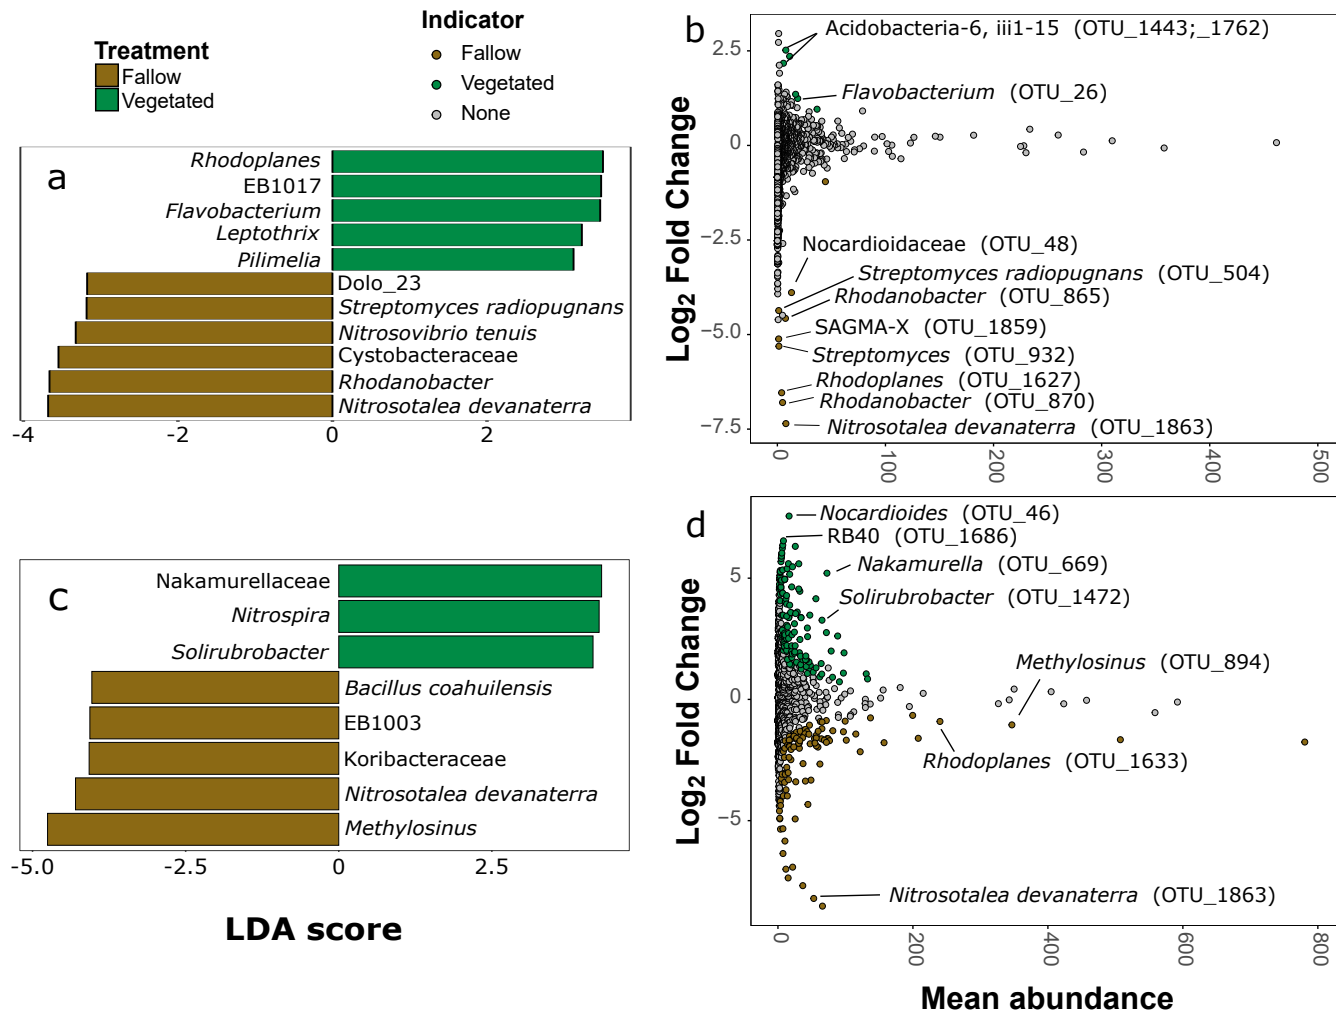 Treatment
Fallow
Vegetated
Indicator
Fallow
Vegetated
None
a
Rhodoplanes
EB1017
Flavobacterium
Leptothrix
Pilimelia
Dolo_23
Streptomyces radiopugnans
Nitrosovibrio tenuis
Cystobacteraceae
Rhodanobacter
Nitrosotalea devanaterra
-4 -2 0 2
b
Log2 Fold Change
2.5
0
−2.5
−5.0
−7.5
Acidobacteria-6, iii1-15 (OTU_1443;_1762)
Flavobacterium (OTU_26)
Nocardioidaceae (OTU_48)
Streptomyces radiopugnans (OTU_504)
Rhodanobacter (OTU_865)
SAGMA-X (OTU_1859)
Streptomyces (OTU_932)
Rhodoplanes (OTU_1627)
Rhodanobacter (OTU_870)
Nitrosotalea devanaterra (OTU_1863)
0 100 200 300 400 500
c
Nakamurellaceae
Nitrospira
Solirubrobacter
Bacillus coahuilensis
EB1003
Koribacteraceae
Nitrosotalea devanaterra
Methylosinus
-5.0 -2.5 0 2.5
LDA score
d
Log2 Fold Change
5
0
−5
Nocardioides (OTU_46)
RB40 (OTU_1686)
Nakamurella (OTU_669)
Solirubrobacter (OTU_1472)
Methylosinus (OTU_894)
Rhodoplanes (OTU_1633)
Nitrosotalea devanaterra (OTU_1863)
0 200 400 600 800
Mean abundance